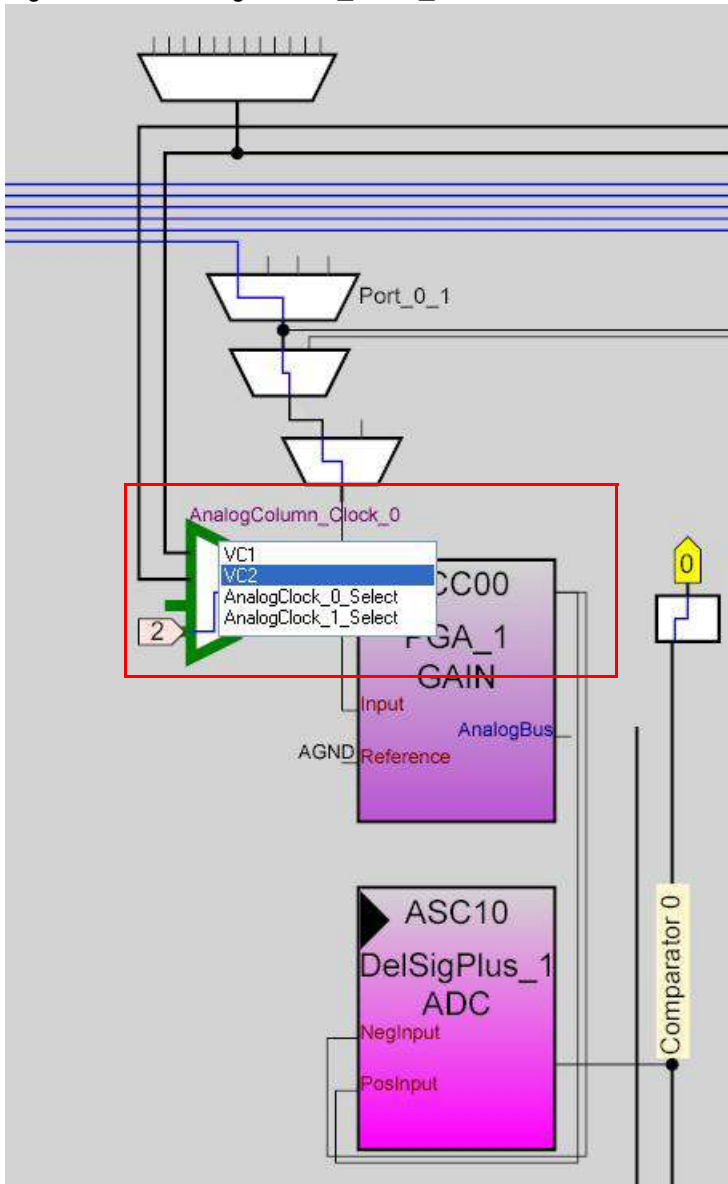 Port_0_1
AnalogColumn_Clock_0
VC1
VC2
AnalogClock_0_Select
AnalogClock_1_Select
2
CC00
PGA_1
GAIN
Input
AnalogBus
AGND
Reference
0
ASC10
DelSigPlus_1
ADC
NegInput
PosInput
Comparator 0